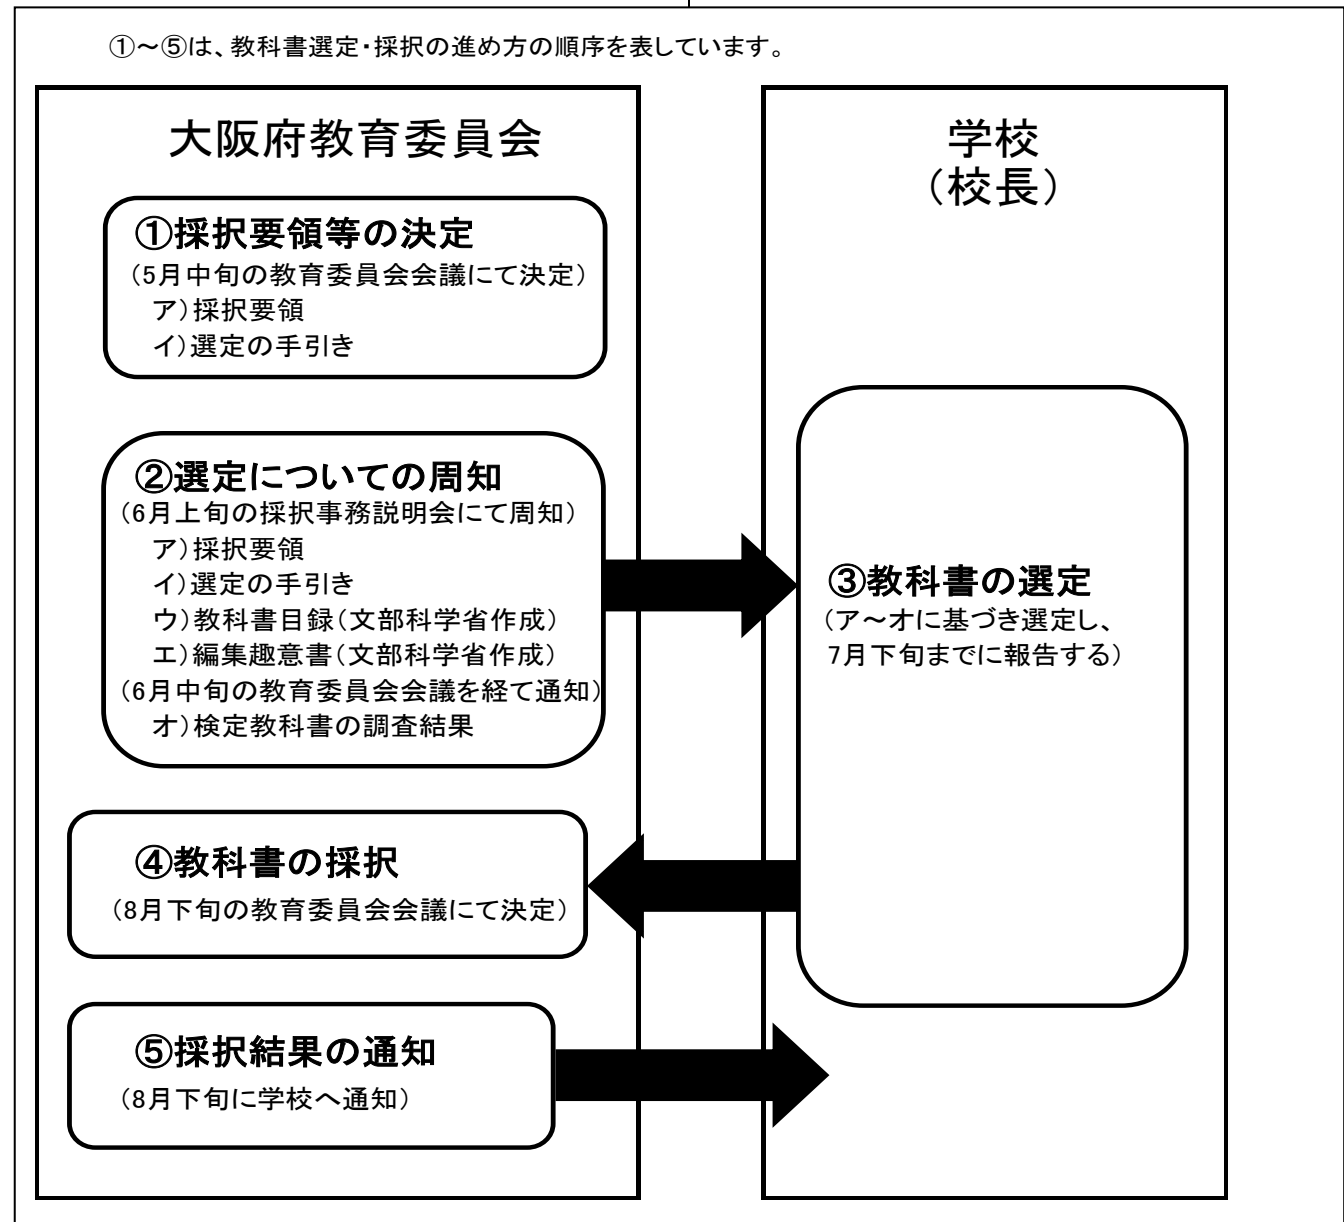 ①~⑤は、教科書選定・採択の進め方の順序を表しています。
大阪府教育委員会
①採択要領等の決定
(5月中旬の教育委員会会議にて決定)
ア)採択要領
イ)選定の手引き
②選定についての周知
(6月上旬の採択事務説明会にて周知)
ア)採択要領
イ)選定の手引き
ウ)教科書目録(文部科学省作成)
エ)編集趣意書(文部科学省作成)
(6月中旬の教育委員会会議を経て通知)
オ)検定教科書の調査結果
④教科書の採択
(8月下旬の教育委員会会議にて決定)
⑤採択結果の通知
(8月下旬に学校へ通知)
学校
(校長)
③教科書の選定
(ア~オに基づき選定し、
7月下旬までに報告する)